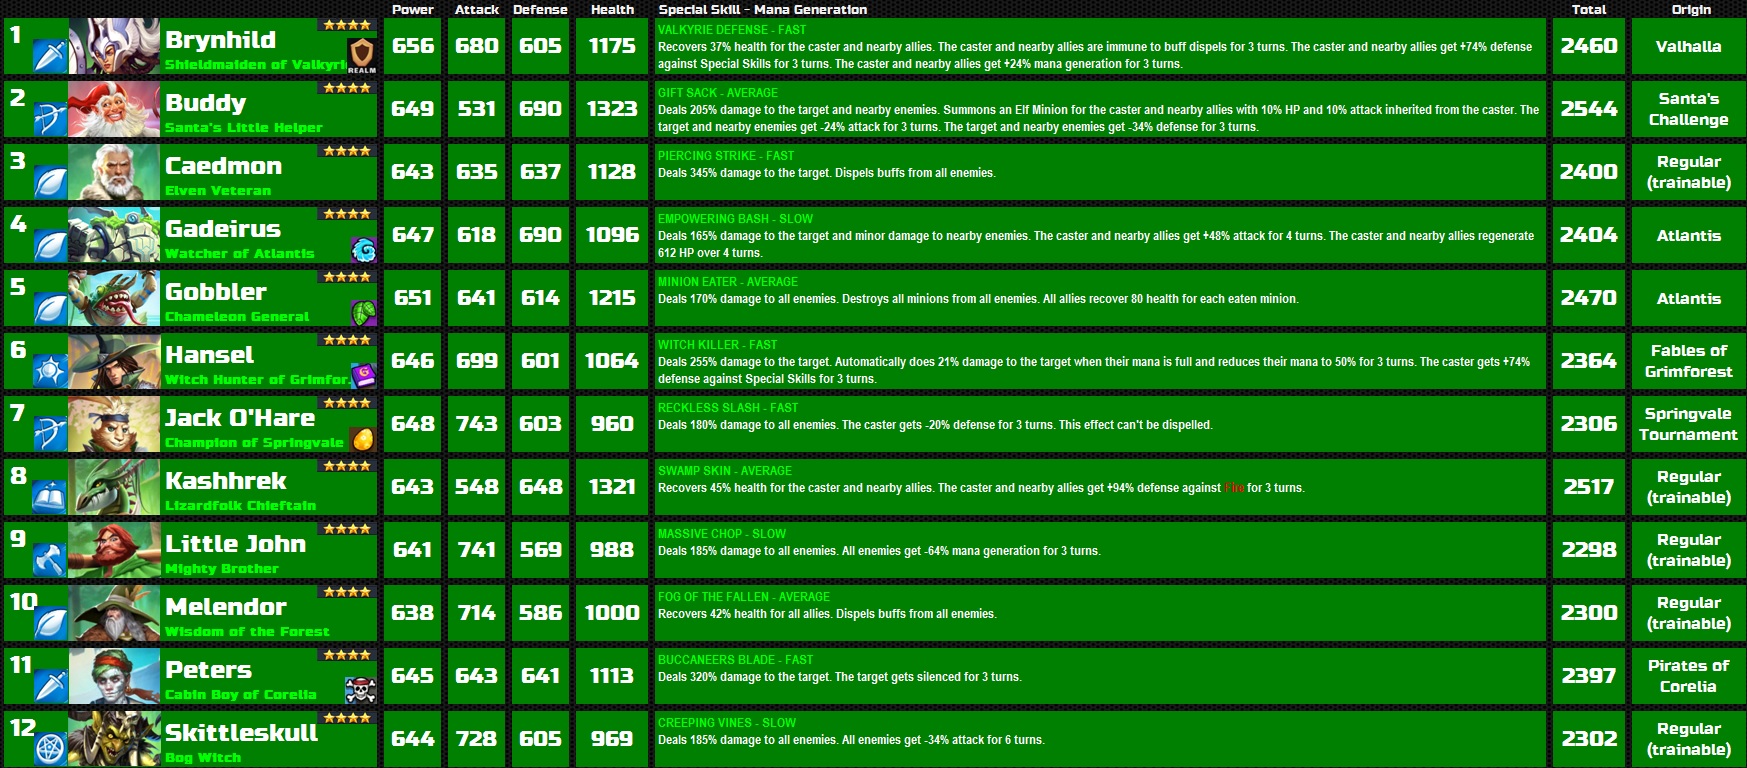 Power Attack Defense Health Special Skill - Mana Generation Total Origin
1 Brynhild 656 680 605 1175 VALKYRIE DEFENSE - FAST 2460 Valhalla
Shieldmaiden of Valkyri
REALM
Recovers 37% health for the caster and nearby allies. The caster and nearby allies are immune to buff dispels for 3 turns. The caster and nearby allies get +74% defense
against Special Skills for 3 turns. The caster and nearby allies get +24% mana generation for 3 turns.
2 Buddy 649 531 690 1323 GIFT SACK - AVERAGE 2544 Santa's
Challenge
Santa's Little Helper
Deals 205% damage to the target and nearby enemies. Summons an Elf Minion for the caster and nearby allies with 10% HP and 10% attack inherited from the caster. The
target and nearby enemies get -24% attack for 3 turns. The target and nearby enemies get -34% defense for 3 turns.
3 Caedmon 643 635 637 1128 PIERCING STRIKE - FAST 2400 Regular
(trainable)
Elven Veteran
Deals 345% damage to the target. Dispels buffs from all enemies.
4 Gadeirus 647 618 690 1096 EMPOWERING BASH - SLOW 2404 Atlantis
Watcher of Atlantis
Deals 165% damage to the target and minor damage to nearby enemies. The caster and nearby allies get +48% attack for 4 turns. The caster and nearby allies regenerate
612 HP over 4 turns.
5 Gobbler 651 641 614 1215 MINION EATER - AVERAGE 2470 Atlantis
Chameleon General
Deals 170% damage to all enemies. Destroys all minions from all enemies. All allies recover 80 health for each eaten minion.
6 Hansel 646 699 601 1064 WITCH KILLER - FAST 2364 Fables of
Grimforest
Witch Hunter of Grimfor.
Deals 255% damage to the target. Automatically does 21% damage to the target when their mana is full and reduces their mana to 50% for 3 turns. The caster gets +74%
defense against Special Skills for 3 turns.
7 Jack O'Hare 648 743 603 960 RECKLESS SLASH - FAST 2306 Springvale
Tournament
Champion of Springvale
Deals 180% damage to all enemies. The caster gets -20% defense for 3 turns. This effect can't be dispelled.
8 Kashhrek 643 548 648 1321 SWAMP SKIN - AVERAGE 2517 Regular
(trainable)
Lizardfolk Chieftain
Recovers 45% health for the caster and nearby allies. The caster and nearby allies get +94% defense against Fire for 3 turns.
9 Little John 641 741 569 988 MASSIVE CHOP - SLOW 2298 Regular
(trainable)
Mighty Brother
Deals 185% damage to all enemies. All enemies get -64% mana generation for 3 turns.
10 Melendor 638 714 586 1000 FOG OF THE FALLEN - AVERAGE 2300 Regular
(trainable)
Wisdom of the Forest
Recovers 42% health for all allies. Dispels buffs from all enemies.
11 Peters 645 643 641 1113 BUCCANEERS BLADE - FAST 2397 Pirates of
Corelia
Cabin Boy of Corelia
Deals 320% damage to the target. The target gets silenced for 3 turns.
12 Skittleskull 644 728 605 969 CREEPING VINES - SLOW 2302 Regular
(trainable)
Bog Witch
Deals 185% damage to all enemies. All enemies get -34% attack for 6 turns.